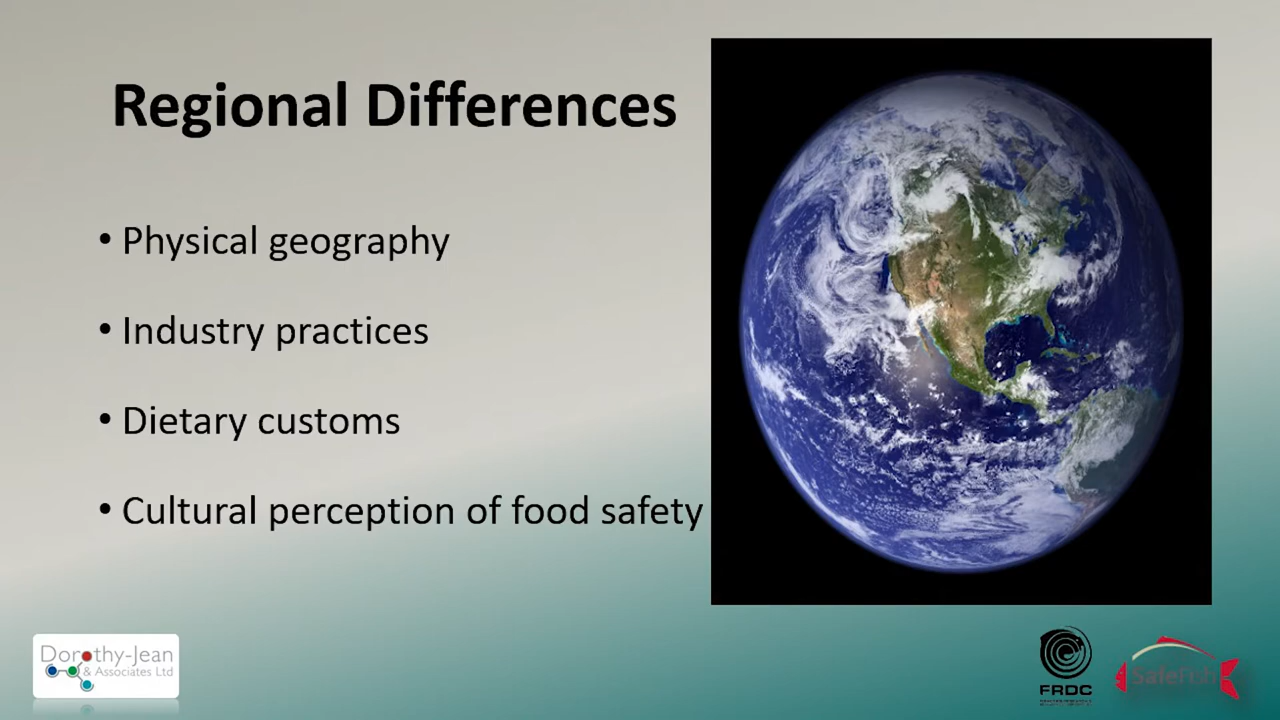 Regional Differences
• Physical geography
• Industry practices
• Dietary customs
• Cultural perception of food safety
Dorothy-Jean
& Associates Ltd
FRDC
SafeFish